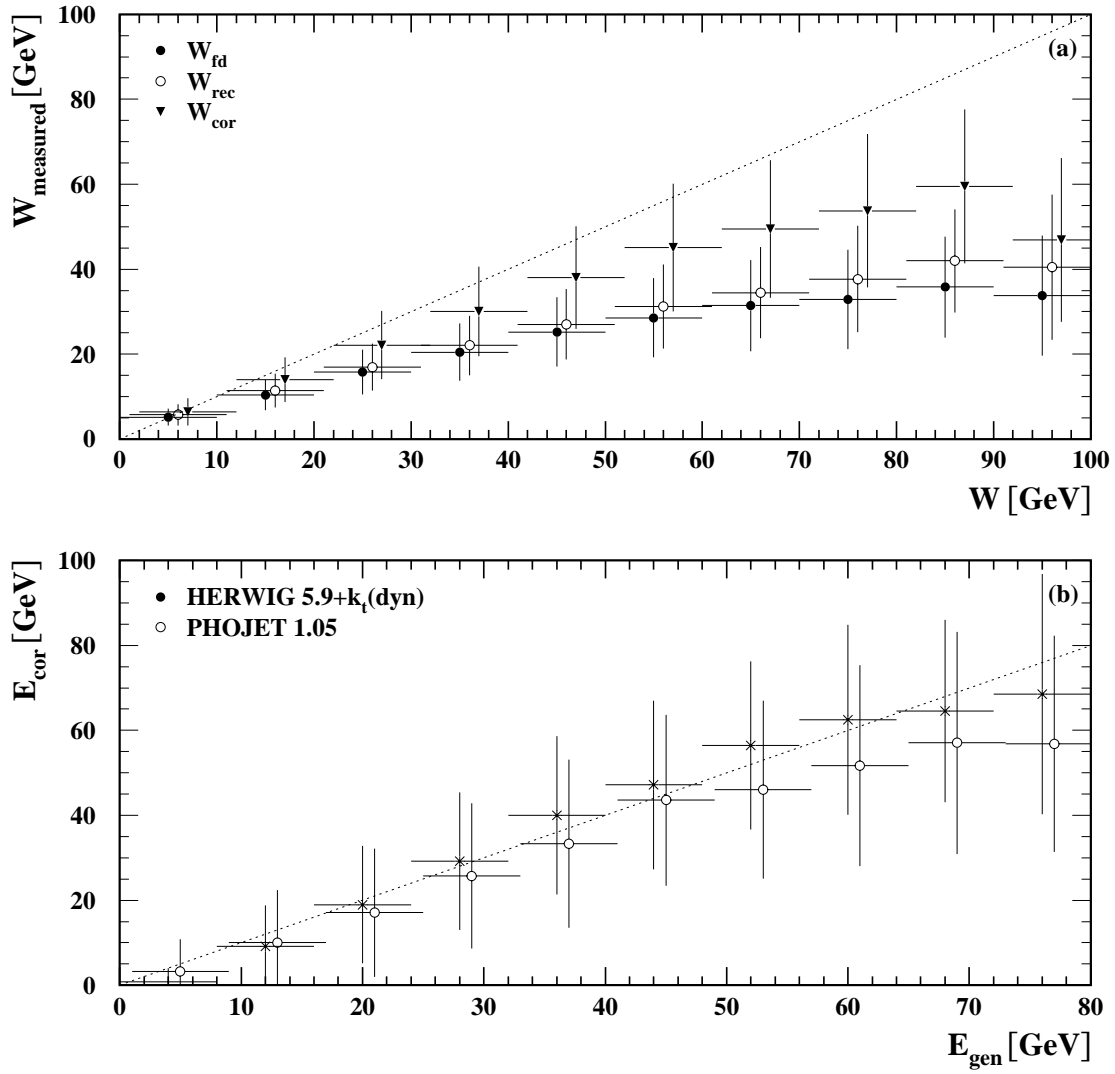 W_measured [GeV]
100
80
60
40
20
0
W_fd
W_rec
W_cor
(a)
0 10 20 30 40 50 60 70 80 90 100
W [GeV]
E_cor [GeV]
100
80
60
40
20
0
HERWIG 5.9+k_t(dyn)
PHOJET 1.05
(b)
0 10 20 30 40 50 60 70 80
E_gen [GeV]